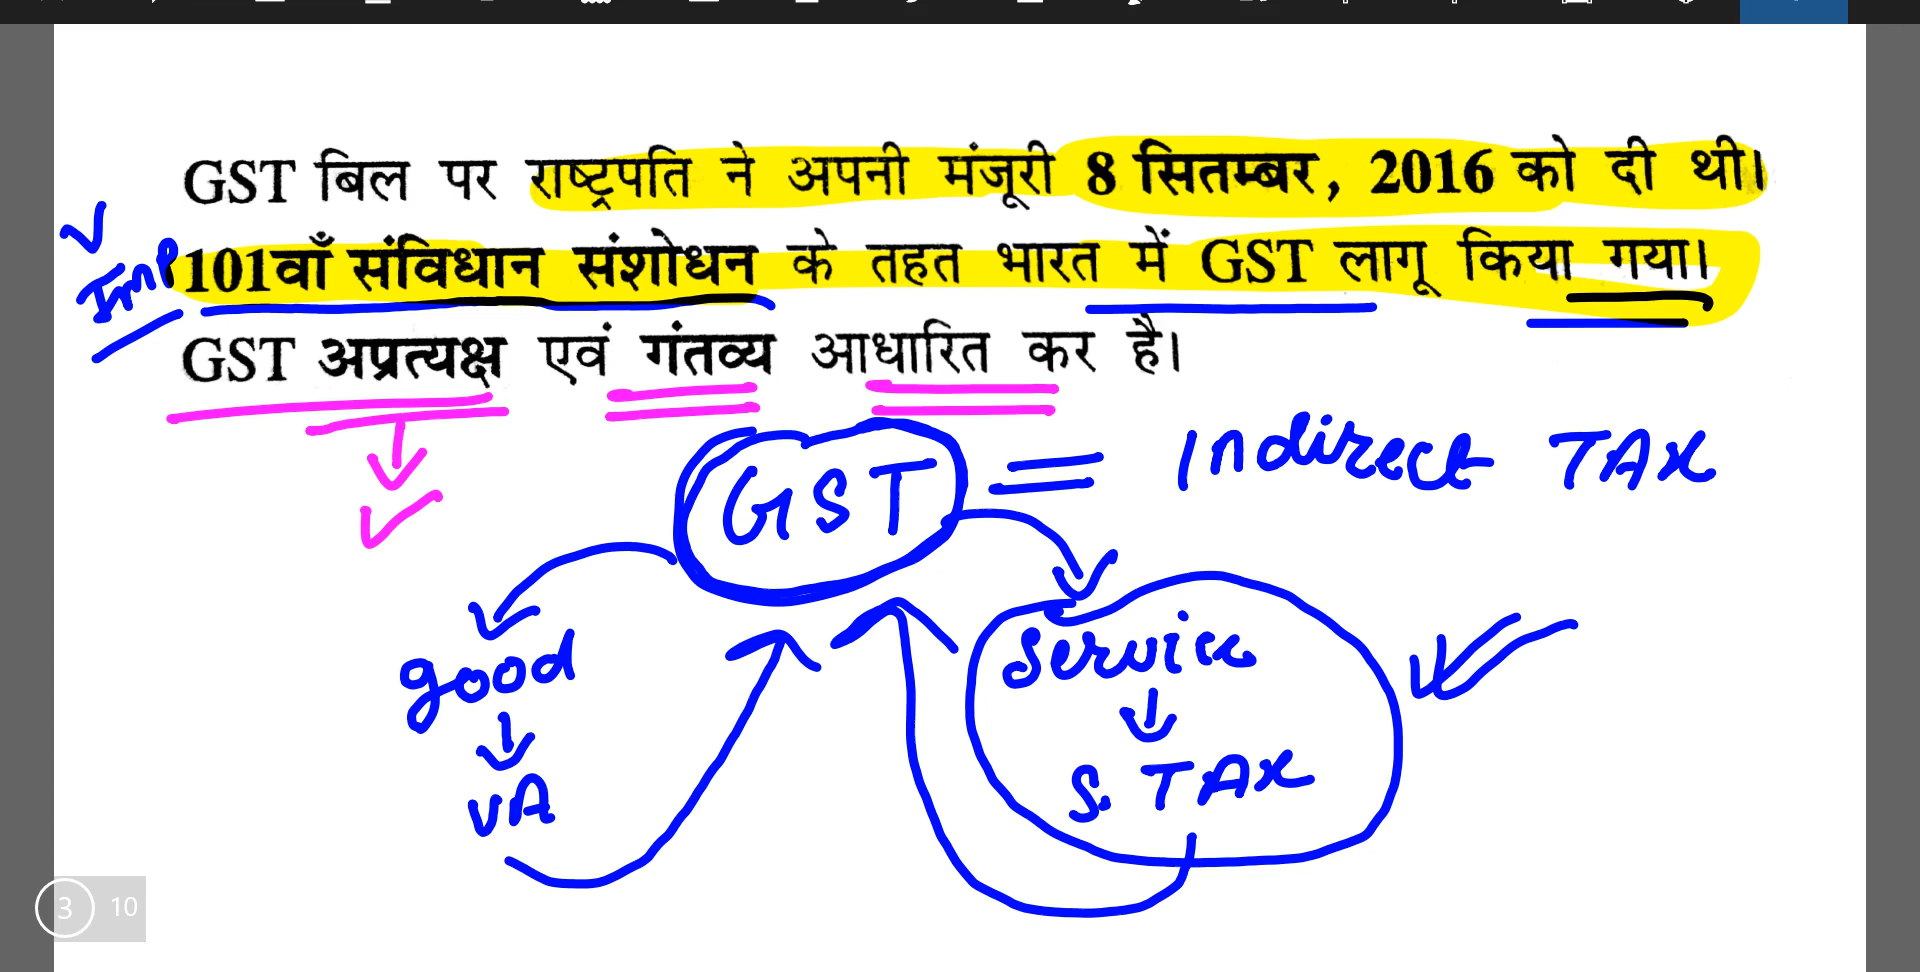 GST बिल पर राष्ट्रपति ने अपनी मंजूरी 8 सितम्बर, 2016 को दी थी।
Imp
101वाँ संविधान संशोधन के तहत भारत में GST लागू किया गया।
GST अप्रत्यक्ष एवं गंतव्य आधारित कर है।
GST = Indirect TAX
good
Service
VA
S. TAX
3 10